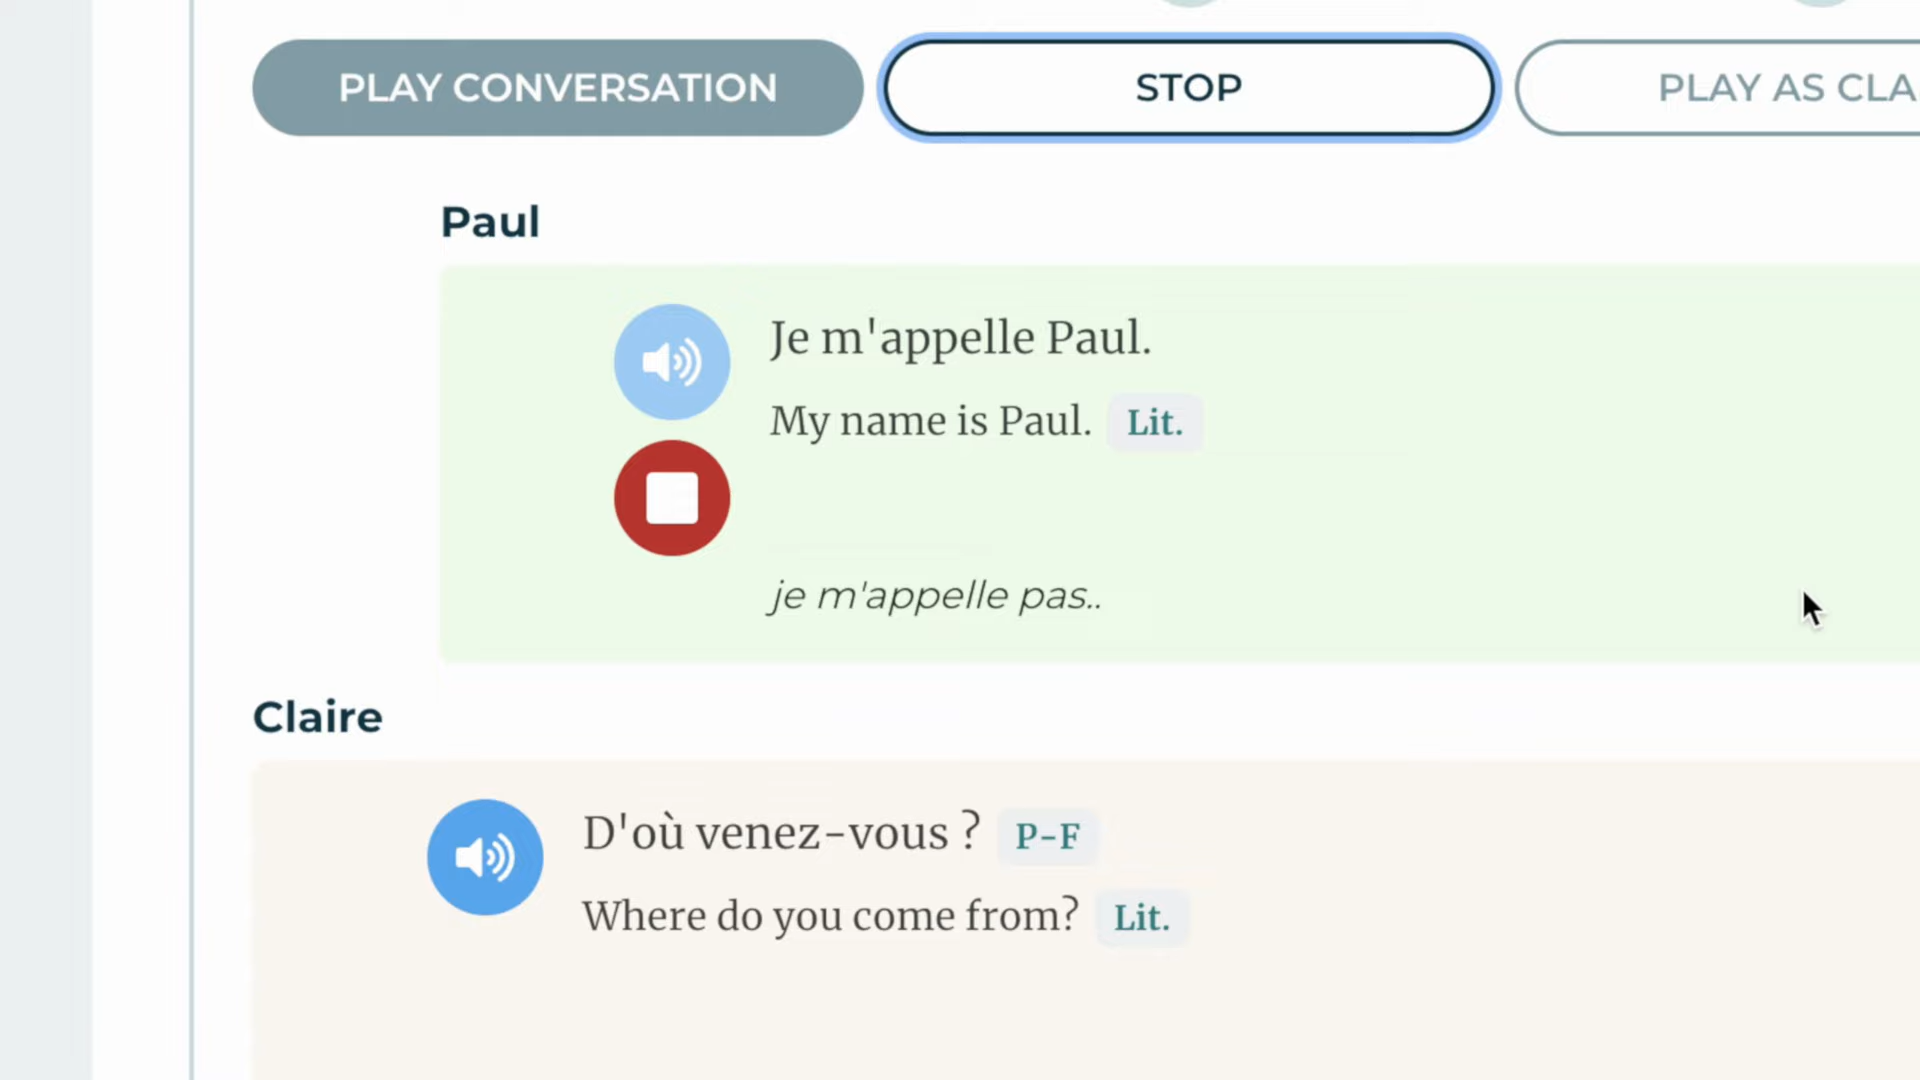 PLAY CONVERSATION
STOP
PLAY AS CLA
Paul
Je m'appelle Paul.
My name is Paul. Lit.
je m'appelle pas..
Claire
D'où venez-vous ? P-F
Where do you come from? Lit.